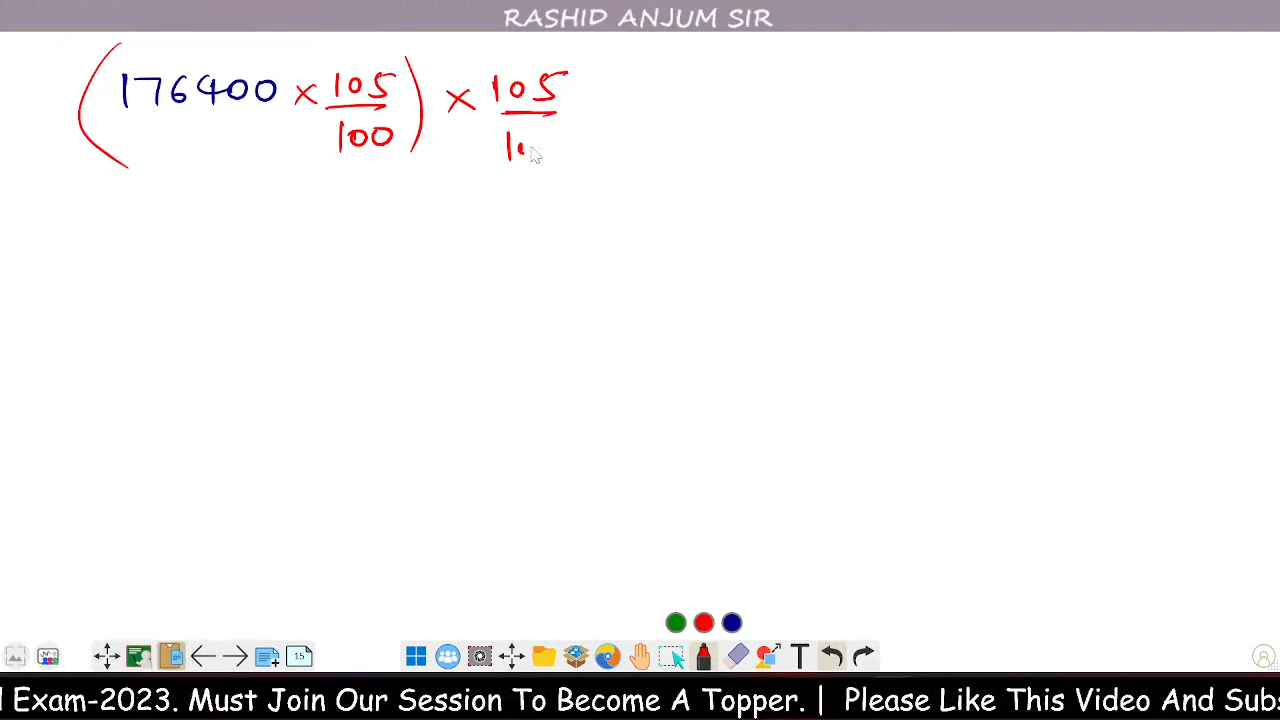 RASHID ANJUM SIR
(176400 × 105/100) × 105/1
15
d Exam-2023. Must Join Our Session To Become A Topper. | Please Like This Video And Sub.